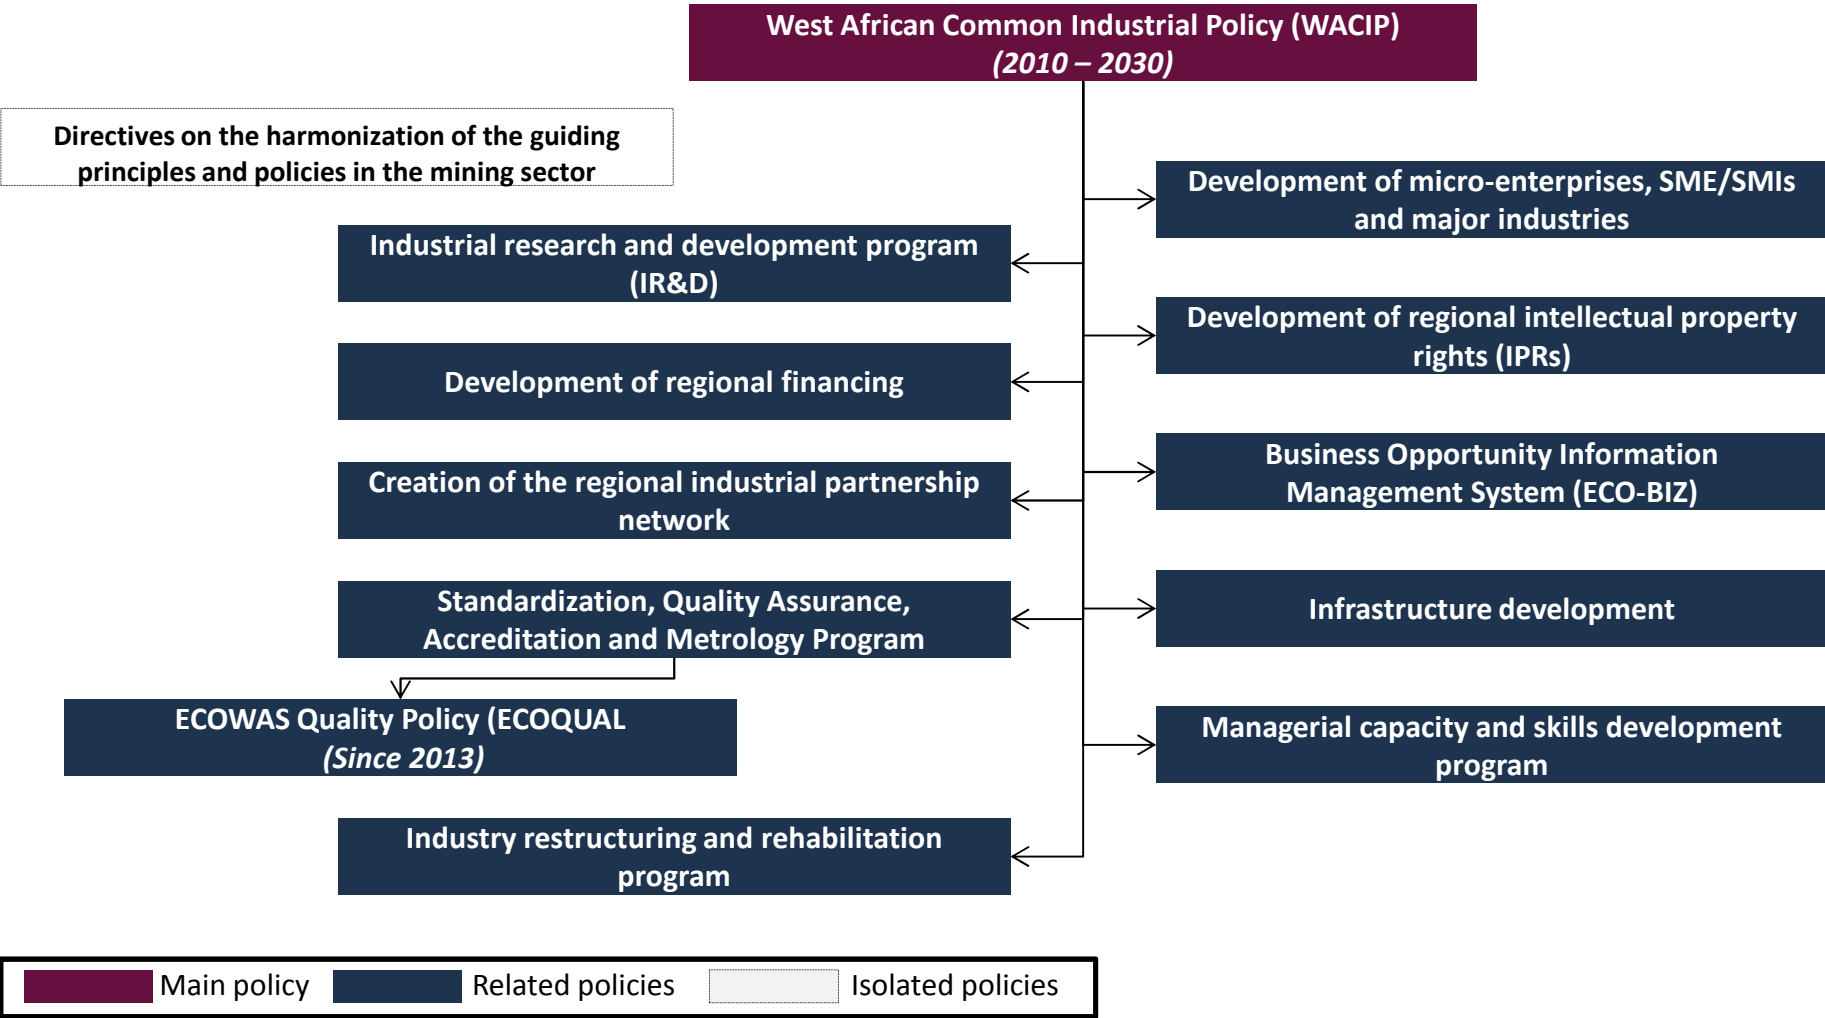 West African Common Industrial Policy (WACIP)
(2010 – 2030)
Directives on the harmonization of the guiding
principles and policies in the mining sector
Development of micro-enterprises, SME/SMIs
and major industries
Industrial research and development program
(IR&D)
Development of regional intellectual property
rights (IPRs)
Development of regional financing
Business Opportunity Information
Management System (ECO-BIZ)
Creation of the regional industrial partnership
network
Infrastructure development
Standardization, Quality Assurance,
Accreditation and Metrology Program
ECOWAS Quality Policy (ECOQUAL
(Since 2013)
Managerial capacity and skills development
program
Industry restructuring and rehabilitation
program
Main policy
Related policies
Isolated policies